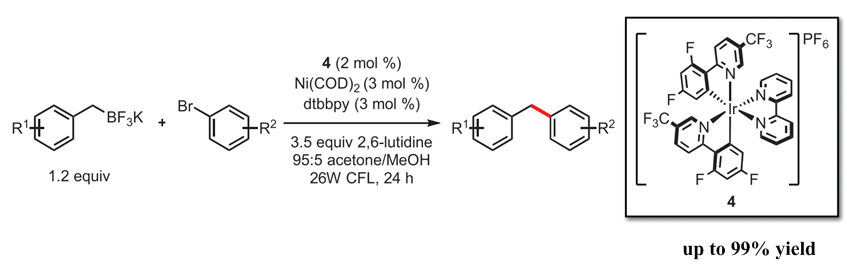 R¹
BF₃K
1.2 equiv
+
Br
R²
4 (2 mol %)
Ni(COD)₂ (3 mol %)
dtbbpy (3 mol %)
3.5 equiv 2,6-lutidine
95:5 acetone/MeOH
26W CFL, 24 h
R¹
R²
PF₆
F
CF₃
N
F
N
Ir
F₃C
N
N
F
F
4
up to 99% yield